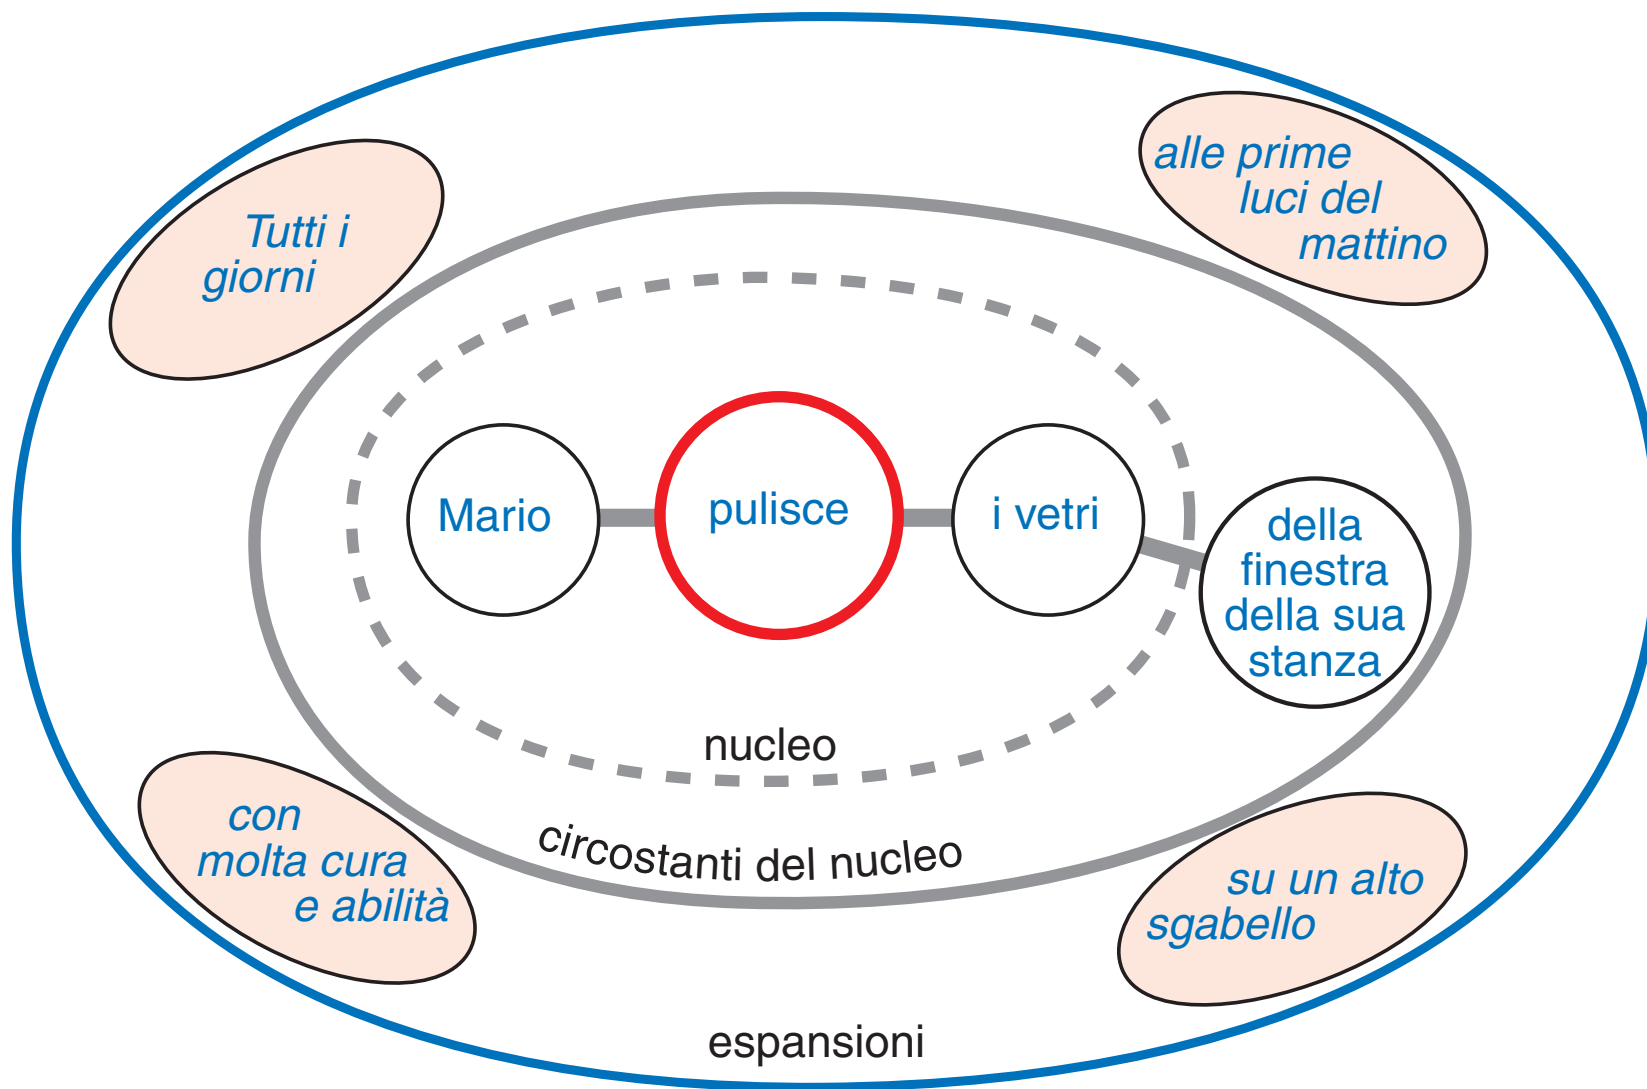 Tutti i
giorni
alle prime
luci del
mattino
Mario
pulisce
i vetri
della
finestra
della sua
stanza
nucleo
circostanti del nucleo
con
molta cura
e abilità
su un alto
sgabello
espansioni